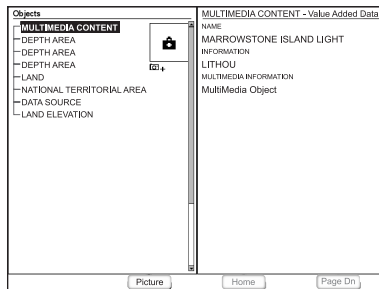 Objects
MULTIMEDIA CONTENT
DEPTH AREA
DEPTH AREA
DEPTH AREA
LAND
NATIONAL TERRITORIAL AREA
DATA SOURCE
LAND ELEVATION
MULTIMEDIA CONTENT - Value Added Data
NAME
MARROWSTONE ISLAND LIGHT
INFORMATION
LITHOU
MULTIMEDIA INFORMATION
MultiMedia Object
Picture
Home
Page Dn